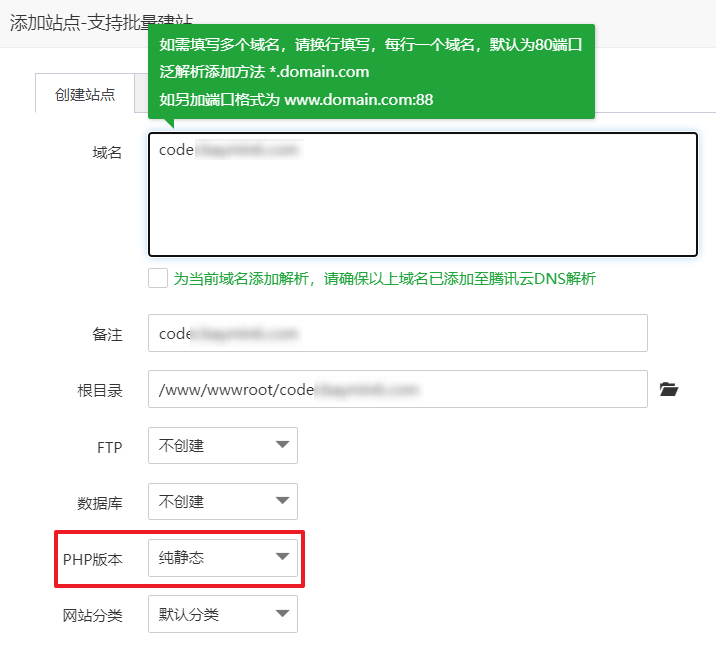 添加站点-支持批量建站
如需填写多个域名，请换行填写，每行一个域名，默认为80端口
泛解析添加方法 *.domain.com
如另加端口格式为 www.domain.com:88
创建站点
域名
code
为当前域名添加解析，请确保以上域名已添加至腾讯云DNS解析
备注
code
根目录
/www/wwwroot/code
FTP
不创建
数据库
不创建
PHP版本
纯静态
网站分类
默认分类